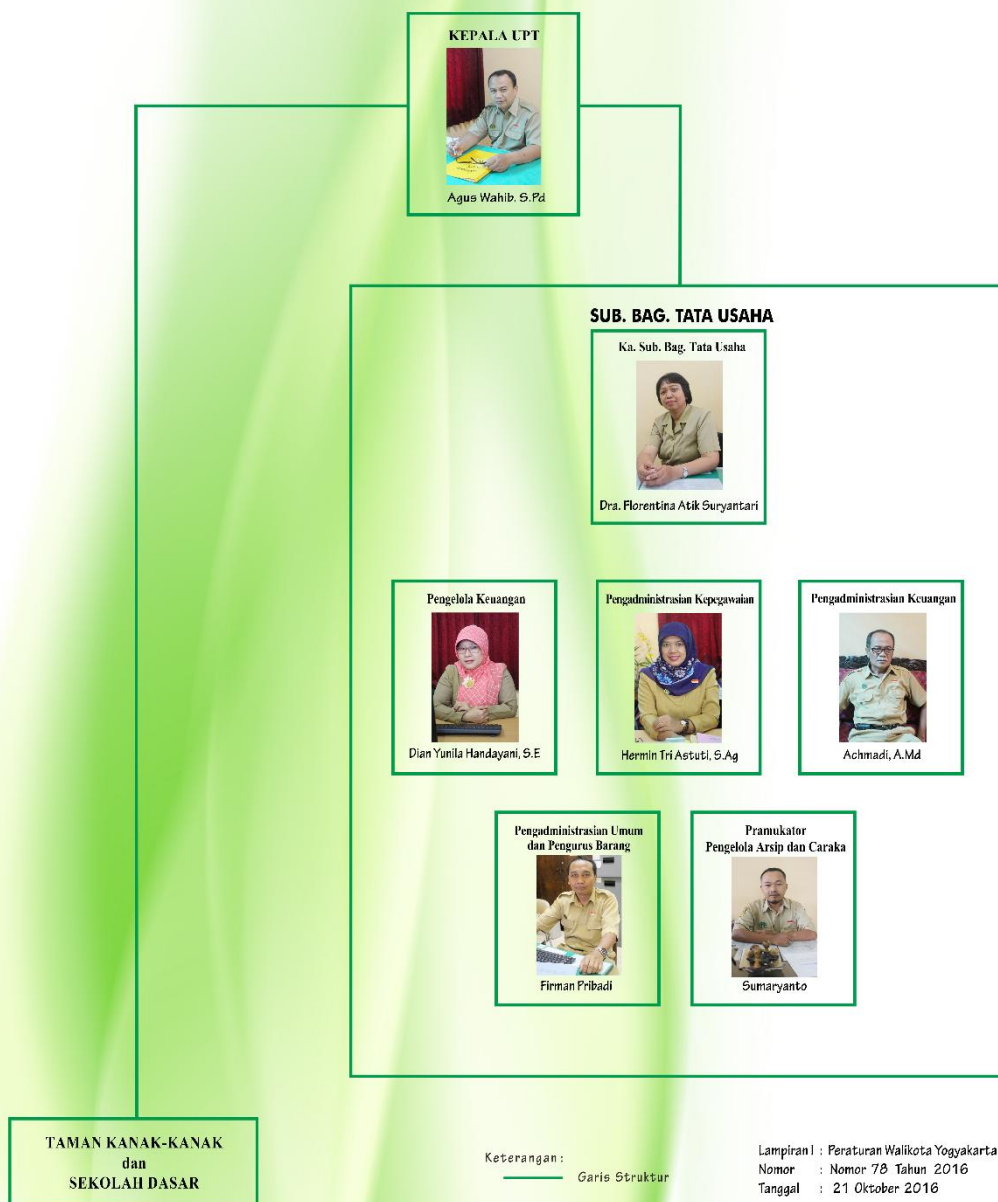 KEPALA UPT
Agus Wahib. S.Pd
SUB. BAG. TATA USAHA
Ka. Sub. Bag. Tata Usaha
Dra. Florentina Atik Suryantari
Pengelola Keuangan
Dian Yunila Handayani, S.E
Pengadministrasian Kepegawaian
Hermin Tri Astuti, S.Ag
Pengadministrasian Keuangan
Achmadi, A.Md
Pengadministrasian Umum
dan Pengurus Barang
Firman Pribadi
Pramukator
Pengelola Arsip dan Caraka
Sumaryanto
TAMAN KANAK-KANAK
dan
SEKOLAH DASAR
Keterangan :
Garis Struktur
Lampiran I : Peraturan Walikota Yogyakarta
Nomor : Nomor 78 Tahun 2016
Tanggal : 21 Oktober 2016